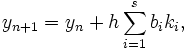 y_{n+1} = y_n + h \sum_{i=1}^{s} b_i k_i,